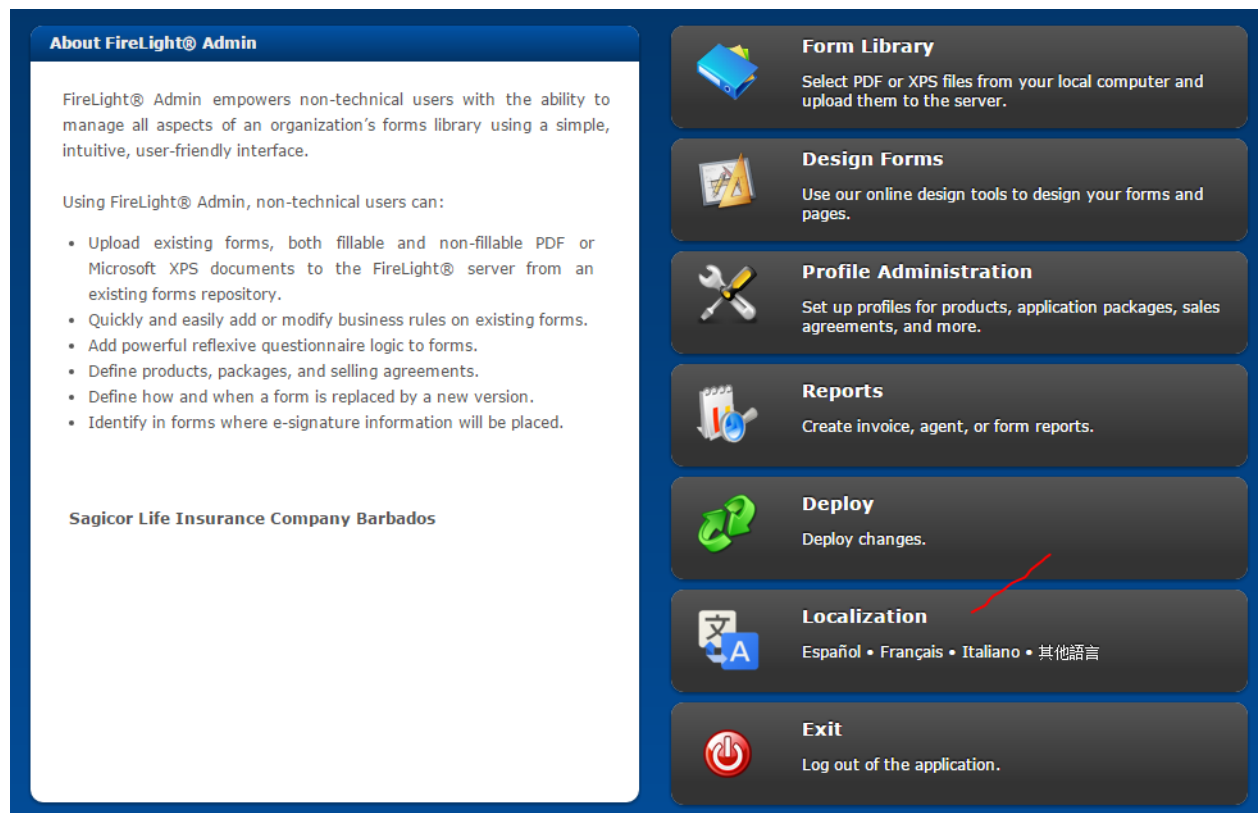 About FireLight® Admin
FireLight® Admin empowers non-technical users with the ability to
manage all aspects of an organization’s forms library using a simple,
intuitive, user-friendly interface.
Using FireLight® Admin, non-technical users can:
• Upload existing forms, both fillable and non-fillable PDF or
Microsoft XPS documents to the FireLight® server from an
existing forms repository.
• Quickly and easily add or modify business rules on existing forms.
• Add powerful reflexive questionnaire logic to forms.
• Define products, packages, and selling agreements.
• Define how and when a form is replaced by a new version.
• Identify in forms where e-signature information will be placed.
Sagicor Life Insurance Company Barbados
Form Library
Select PDF or XPS files from your local computer and
upload them to the server.
Design Forms
Use our online design tools to design your forms and
pages.
Profile Administration
Set up profiles for products, application packages, sales
agreements, and more.
Reports
Create invoice, agent, or form reports.
Deploy
Deploy changes.
文
A
Localization
Español • Français • Italiano • 其他語言
Exit
Log out of the application.